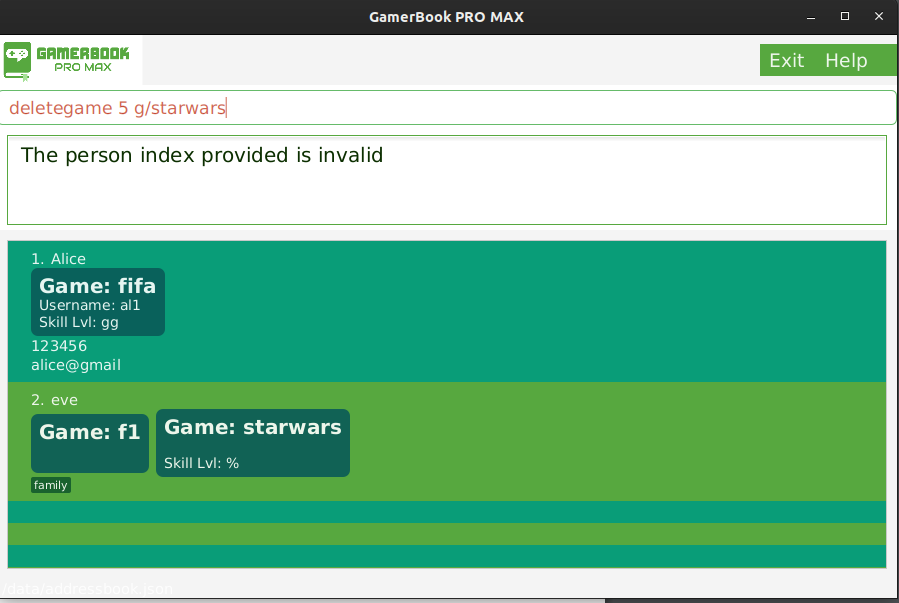 GamerBook PRO MAX
GAMERBOOK
PRO MAX
Exit Help
deletegame 5 g/starwars
The person index provided is invalid
1. Alice
Game: fifa
Username: al1
Skill Lvl: gg
123456
alice@gmail
2. eve
Game: f1
Game: starwars
Skill Lvl: %
family
/data/addressbook.json